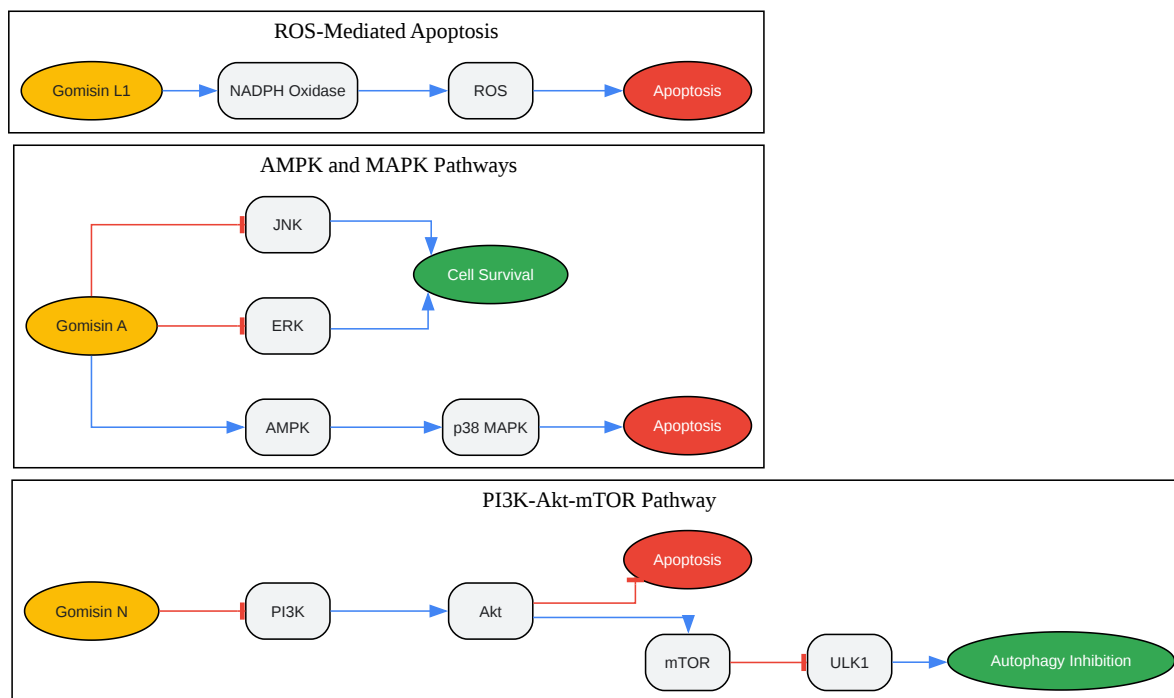 ROS-Mediated Apoptosis
Gomisin L1
NADPH Oxidase
ROS
Apoptosis
AMPK and MAPK Pathways
JNK
Cell Survival
Gomisin A
ERK
AMPK
p38 MAPK
Apoptosis
PI3K-Akt-mTOR Pathway
Apoptosis
Gomisin N
PI3K
Akt
mTOR
ULK1
Autophagy Inhibition